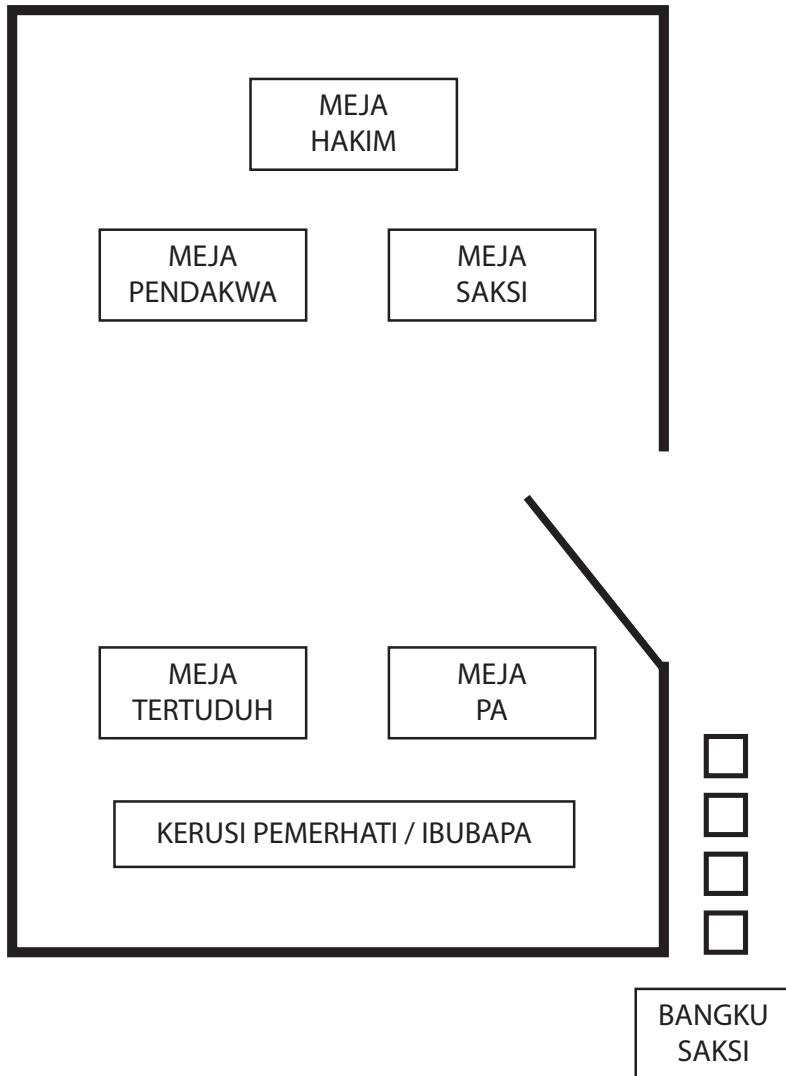 MEJA
HAKIM
MEJA
PENDAKWA
MEJA
SAKSI
MEJA
TERTUDUH
MEJA
PA
KERUSI PEMERHATI / IBUBAPA
BANGKU
SAKSI